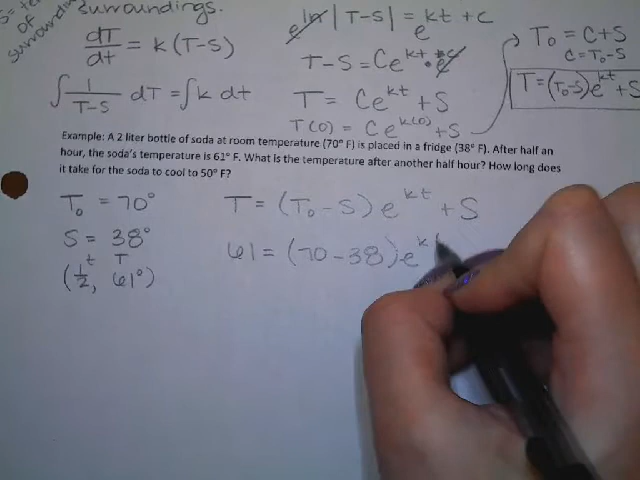 S = te
of
surroun
surroundings.
dT/dt = k(T-S)
∫ 1/(T-S) dT = ∫ k dt
e^ln|T-S| = e^kt+c
T-S = Ce^kt
T = Ce^kt + S
T(0) = Ce^k(0) + S
T₀ = C+S
C = T₀-S
T = (T₀-S)e^kt + S
Example: A 2 liter bottle of soda at room temperature (70° F) is placed in a fridge (38° F). After half an
hour, the soda's temperature is 61° F. What is the temperature after another half hour? How long does
it take for the soda to cool to 50° F?
T₀ = 70°
S = 38°
t T
(1/2, 61°)
T = (T₀-S) e^kt + S
61 = (70-38) e^k